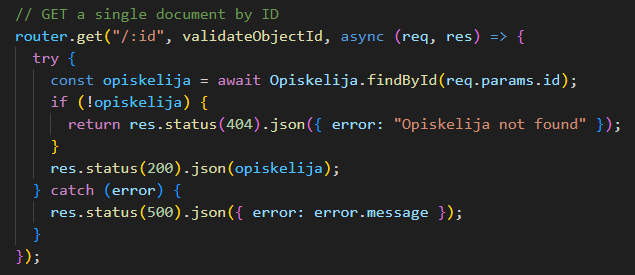 // GET a single document by ID
router.get("/:id", validateObjectId, async (req, res) => {
  try {
    const opiskelija = await Opiskelija.findById(req.params.id);
    if (!opiskelija) {
      return res.status(404).json({ error: "Opiskelija not found" });
    }
    res.status(200).json(opiskelija);
  } catch (error) {
    res.status(500).json({ error: error.message });
  }
});